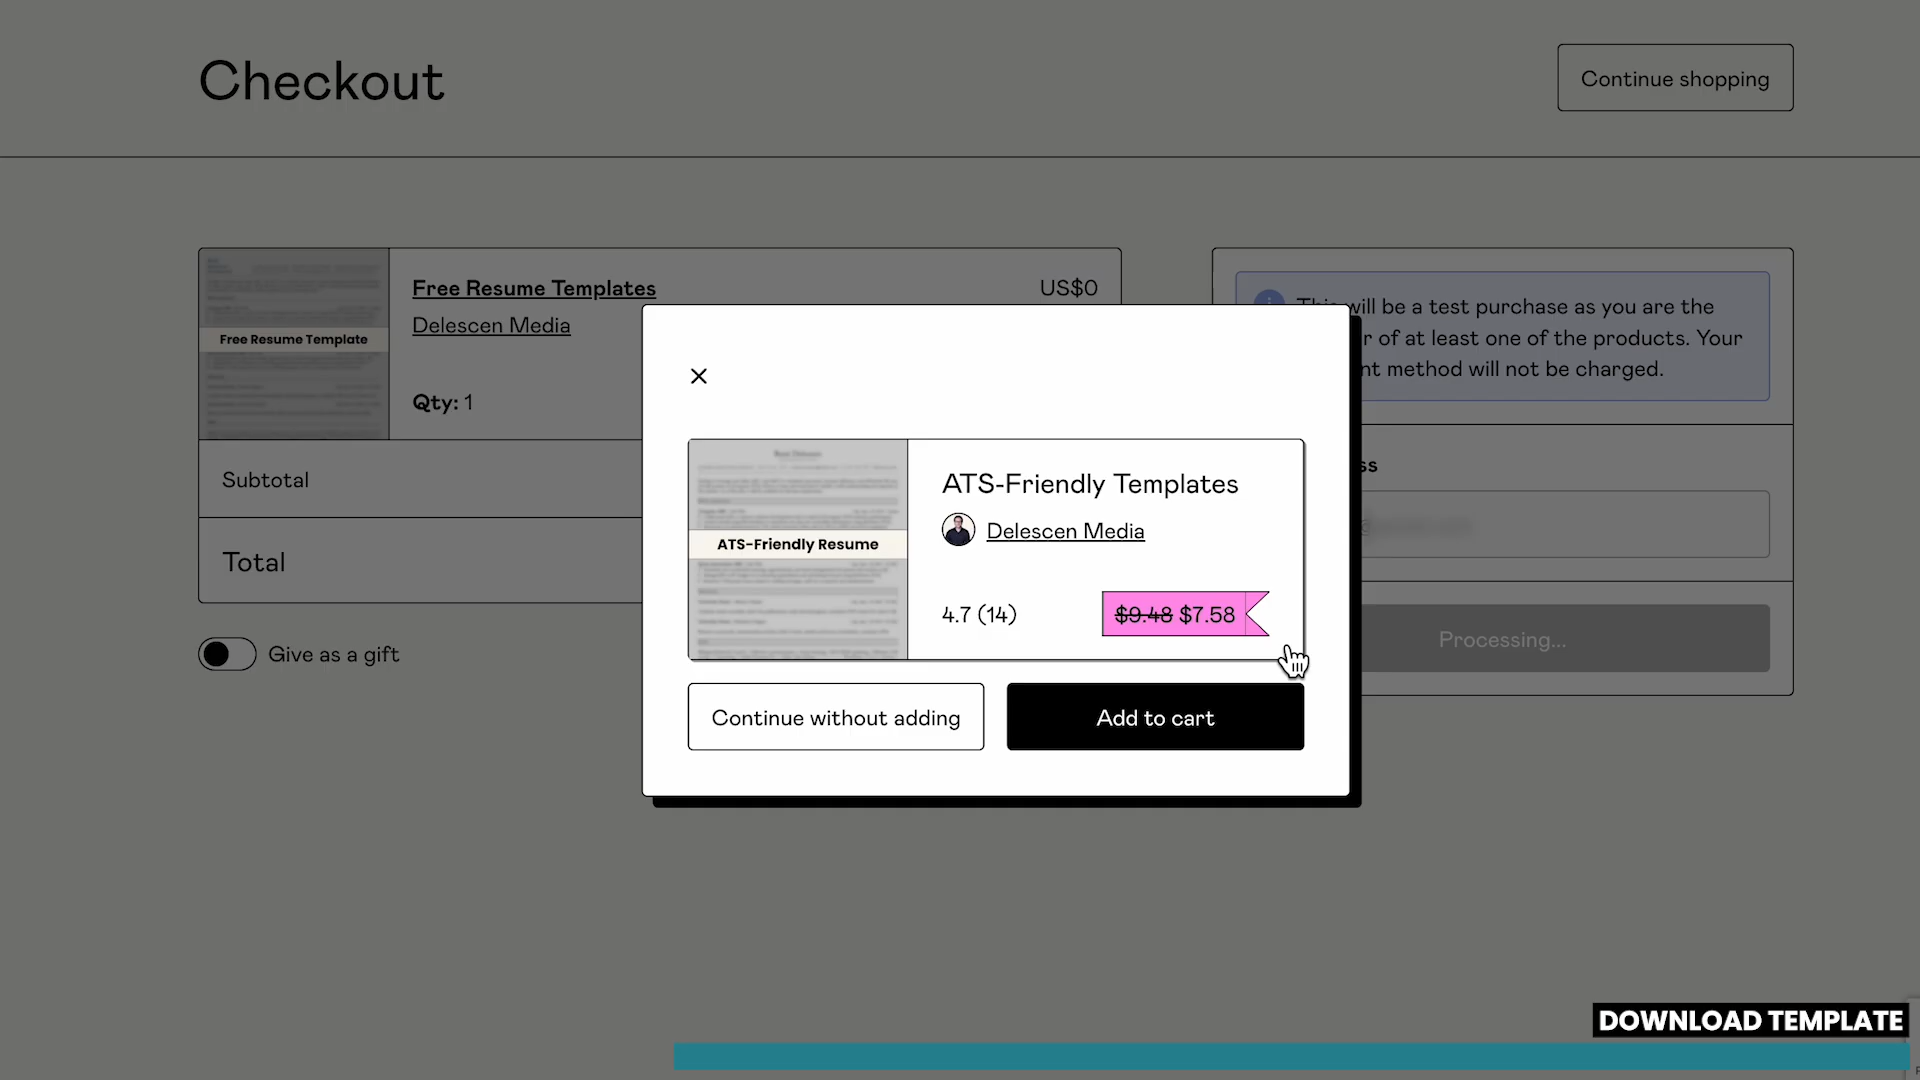 Checkout
Continue shopping
Free Resume Templates
US$0
Delescen Media
Free Resume Template
Qty: 1
Subtotal
Total
Give as a gift
will be a test purchase as you are the
r of at least one of the products. Your
nt method will not be charged.
ss
Processing...
ATS-Friendly Templates
Delescen Media
ATS-Friendly Resume
4.7 (14)
$9.48 $7.58
Continue without adding
Add to cart
DOWNLOAD TEMPLATE